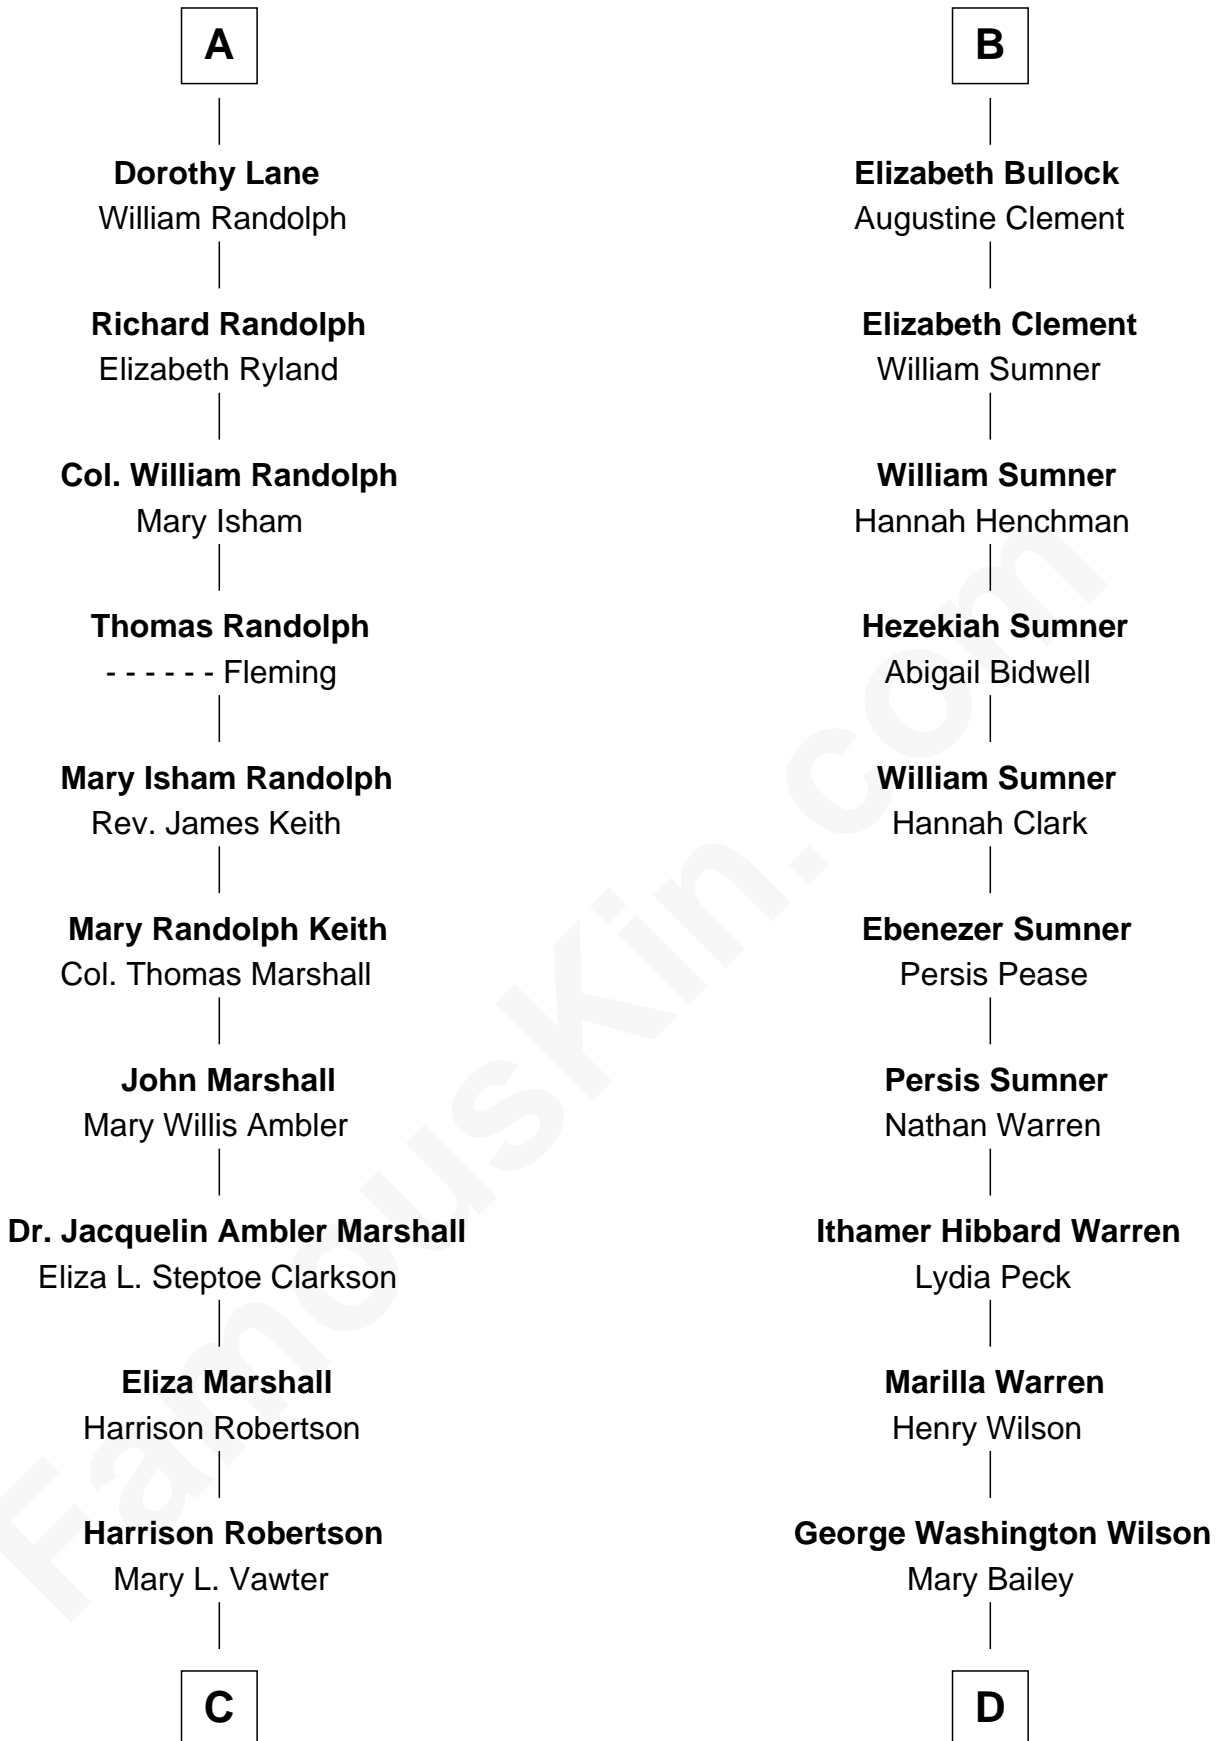 A
Dorothy Lane
William Randolph
Richard Randolph
Elizabeth Ryland
Col. William Randolph
Mary Isham
Thomas Randolph
- - - - - - Fleming
Mary Isham Randolph
Rev. James Keith
Mary Randolph Keith
Col. Thomas Marshall
John Marshall
Mary Willis Ambler
Dr. Jacquelin Ambler Marshall
Eliza L. Steptoe Clarkson
Eliza Marshall
Harrison Robertson
Harrison Robertson
Mary L. Vawter
C
B
Elizabeth Bullock
Augustine Clement
Elizabeth Clement
William Sumner
William Sumner
Hannah Henchman
Hezekiah Sumner
Abigail Bidwell
William Sumner
Hannah Clark
Ebenezer Sumner
Persis Pease
Persis Sumner
Nathan Warren
Ithamer Hibbard Warren
Lydia Peck
Marilla Warren
Henry Wilson
George Washington Wilson
Mary Bailey
D
FamousKin.com